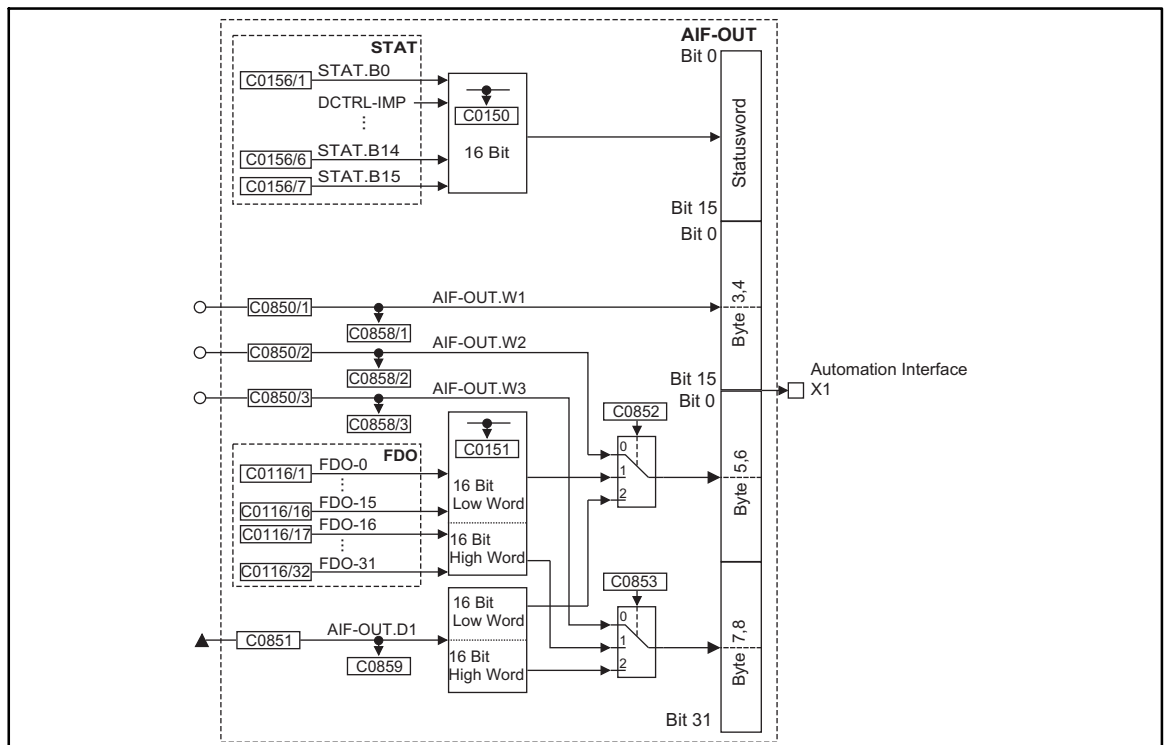 AIF-OUT
STAT
Bit 0
C0156/1 STAT.B0
DCTRL-IMP
C0150
16 Bit
C0156/6 STAT.B14
C0156/7 STAT.B15
Statusword
Bit 15
Bit 0
C0850/1 AIF-OUT.W1
C0858/1
Byte 3,4
C0850/2 AIF-OUT.W2
C0858/2
Bit 15
Automation Interface
X1
C0850/3 AIF-OUT.W3
C0858/3
Bit 0
C0852
0
1
2
Byte 5,6
FDO
C0151
C0116/1 FDO-0
16 Bit
Low Word
C0116/16 FDO-15
C0116/17 FDO-16
16 Bit
High Word
C0116/32 FDO-31
C0853
0
1
2
Byte 7,8
16 Bit
Low Word
C0851 AIF-OUT.D1
C0859
16 Bit
High Word
Bit 31